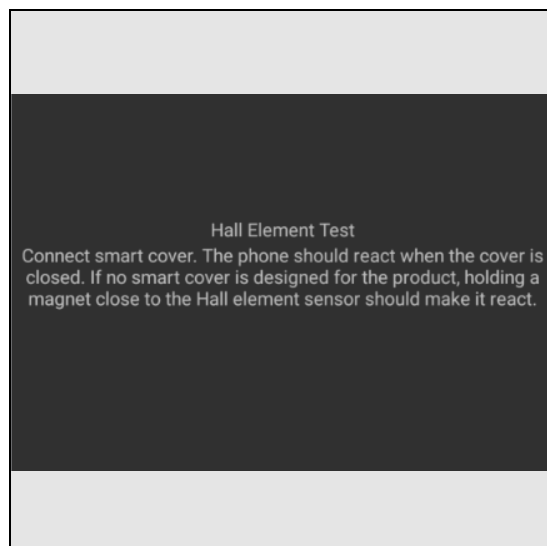 Hall Element Test
Connect smart cover. The phone should react when the cover is
closed. If no smart cover is designed for the product, holding a
magnet close to the Hall element sensor should make it react.